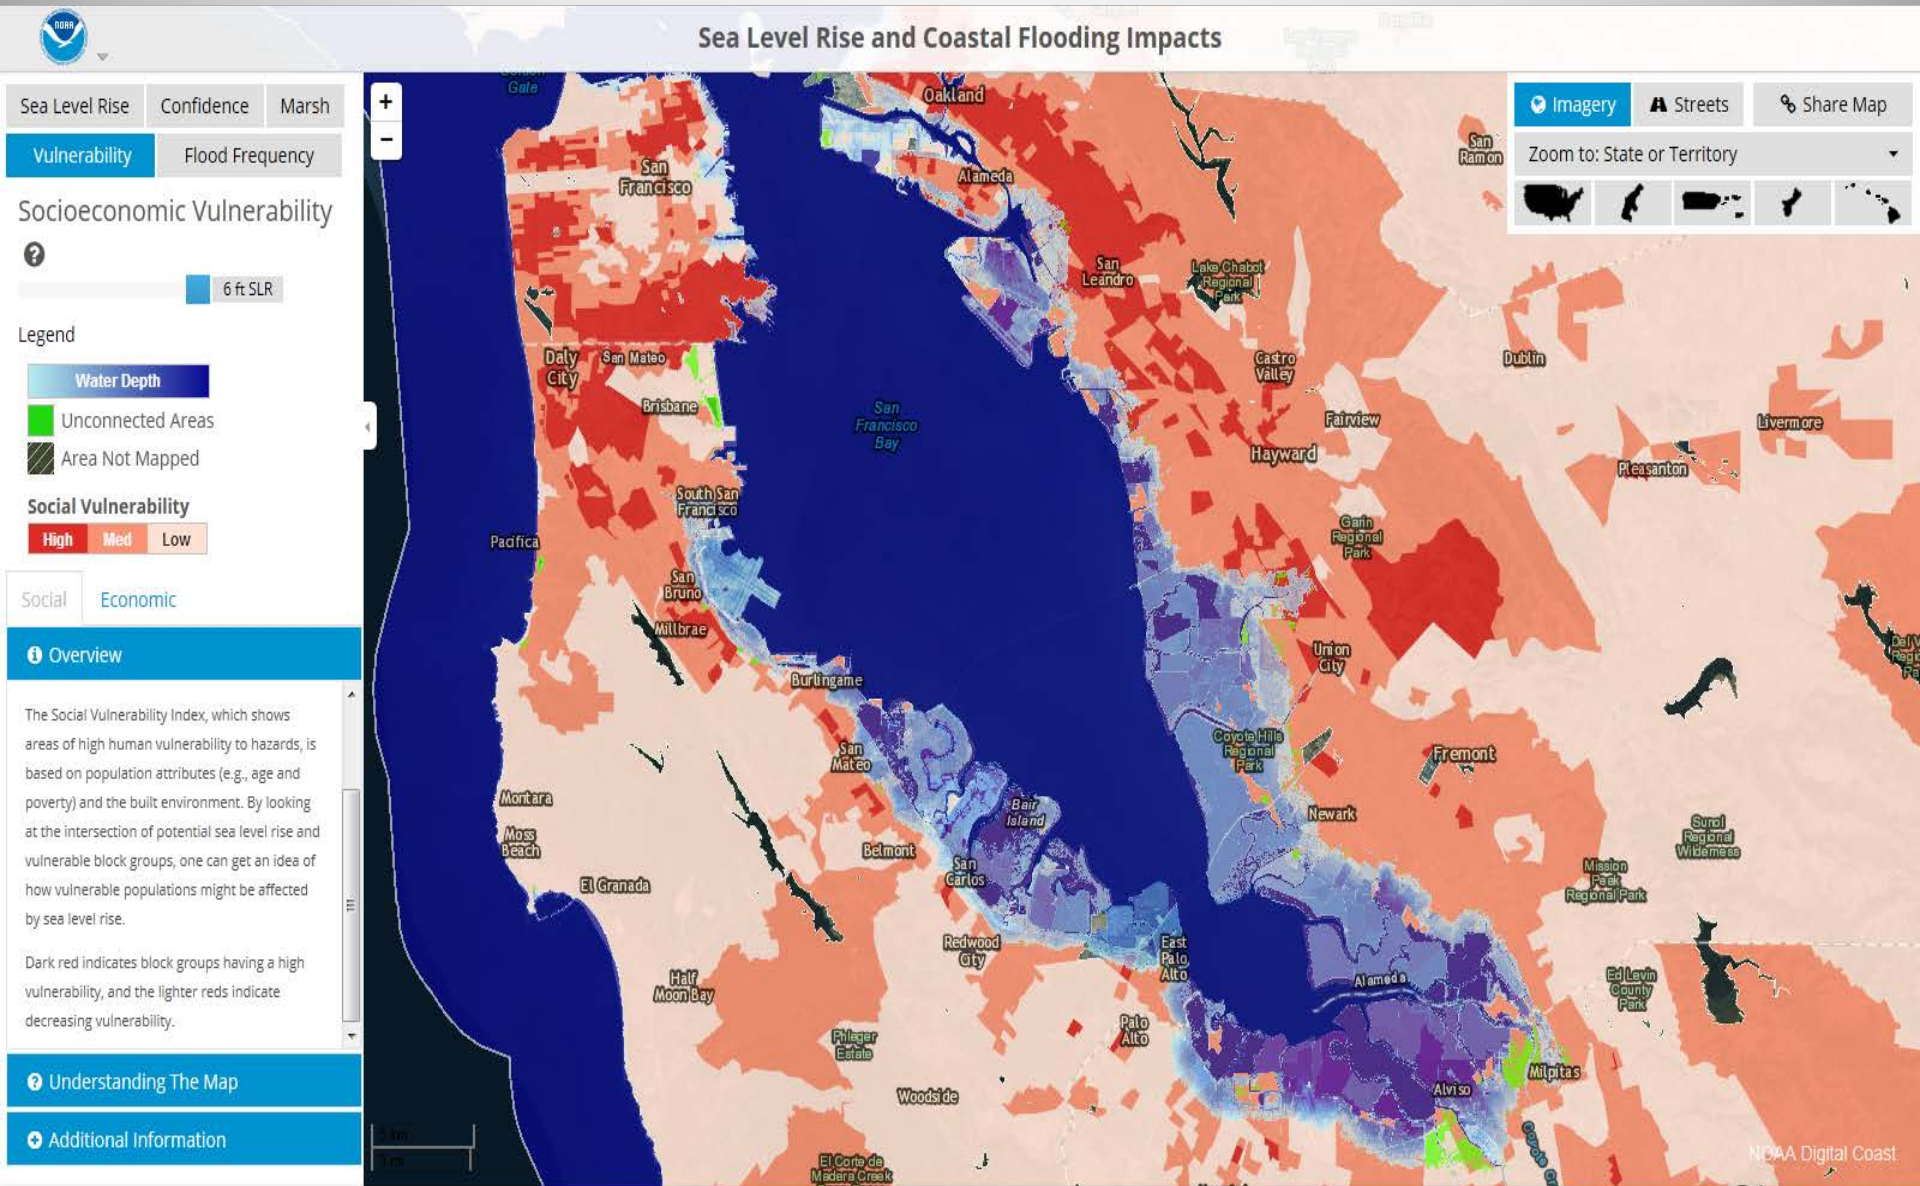 NOAA
Sea Level Rise and Coastal Flooding Impacts
Sea Level Rise
Confidence
Marsh
Vulnerability
Flood Frequency
Socioeconomic Vulnerability
?
6 ft SLR
Legend
Water Depth
Unconnected Areas
Area Not Mapped
Social Vulnerability
High
Med
Low
Social
Economic
Overview
The Social Vulnerability Index, which shows
areas of high human vulnerability to hazards, is
based on population attributes (e.g., age and
poverty) and the built environment. By looking
at the intersection of potential sea level rise and
vulnerable block groups, one can get an idea of
how vulnerable populations might be affected
by sea level rise.
Dark red indicates block groups having a high
vulnerability, and the lighter reds indicate
decreasing vulnerability.
Understanding The Map
Additional Information
+
−
Imagery
Streets
Share Map
Zoom to: State or Territory
Golden
Gate
Oakland
San
Francisco
Alameda
San
Ramon
San
Leandro
Lake Chabot
Regional
Park
Daly
City
San Mateo
Brisbane
Castro
Valley
Dublin
San
Francisco
Bay
Fairview
Livermore
Hayward
Pleasanton
South San
Francisco
Pacifica
Garin
Regional
Park
San
Bruno
Millbrae
Union
City
Burlingame
San
Mateo
Coyote Hills
Regional
Park
Fremont
Montara
Moss
Beach
Bair
Island
Newark
Sunol
Regional
Wilderness
Belmont
San
Carlos
El Granada
Mission
Peak
Regional Park
Redwood
City
East
Palo
Alto
Half
Moon Bay
Alameda
Ed Levin
County
Park
Phleger
Estate
Palo
Alto
Woodside
Alviso
Milpitas
El Corte de
Madera Creek
NOAA Digital Coast